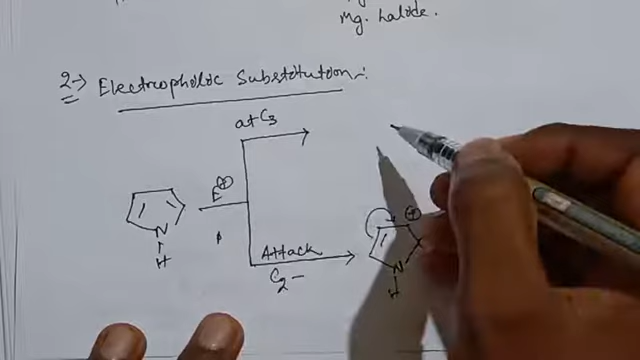 Mg. halide.
2→ Electrophilic Substitution :
at C3
E⊕
N
H
Attack
C2 –
⊕
N
H